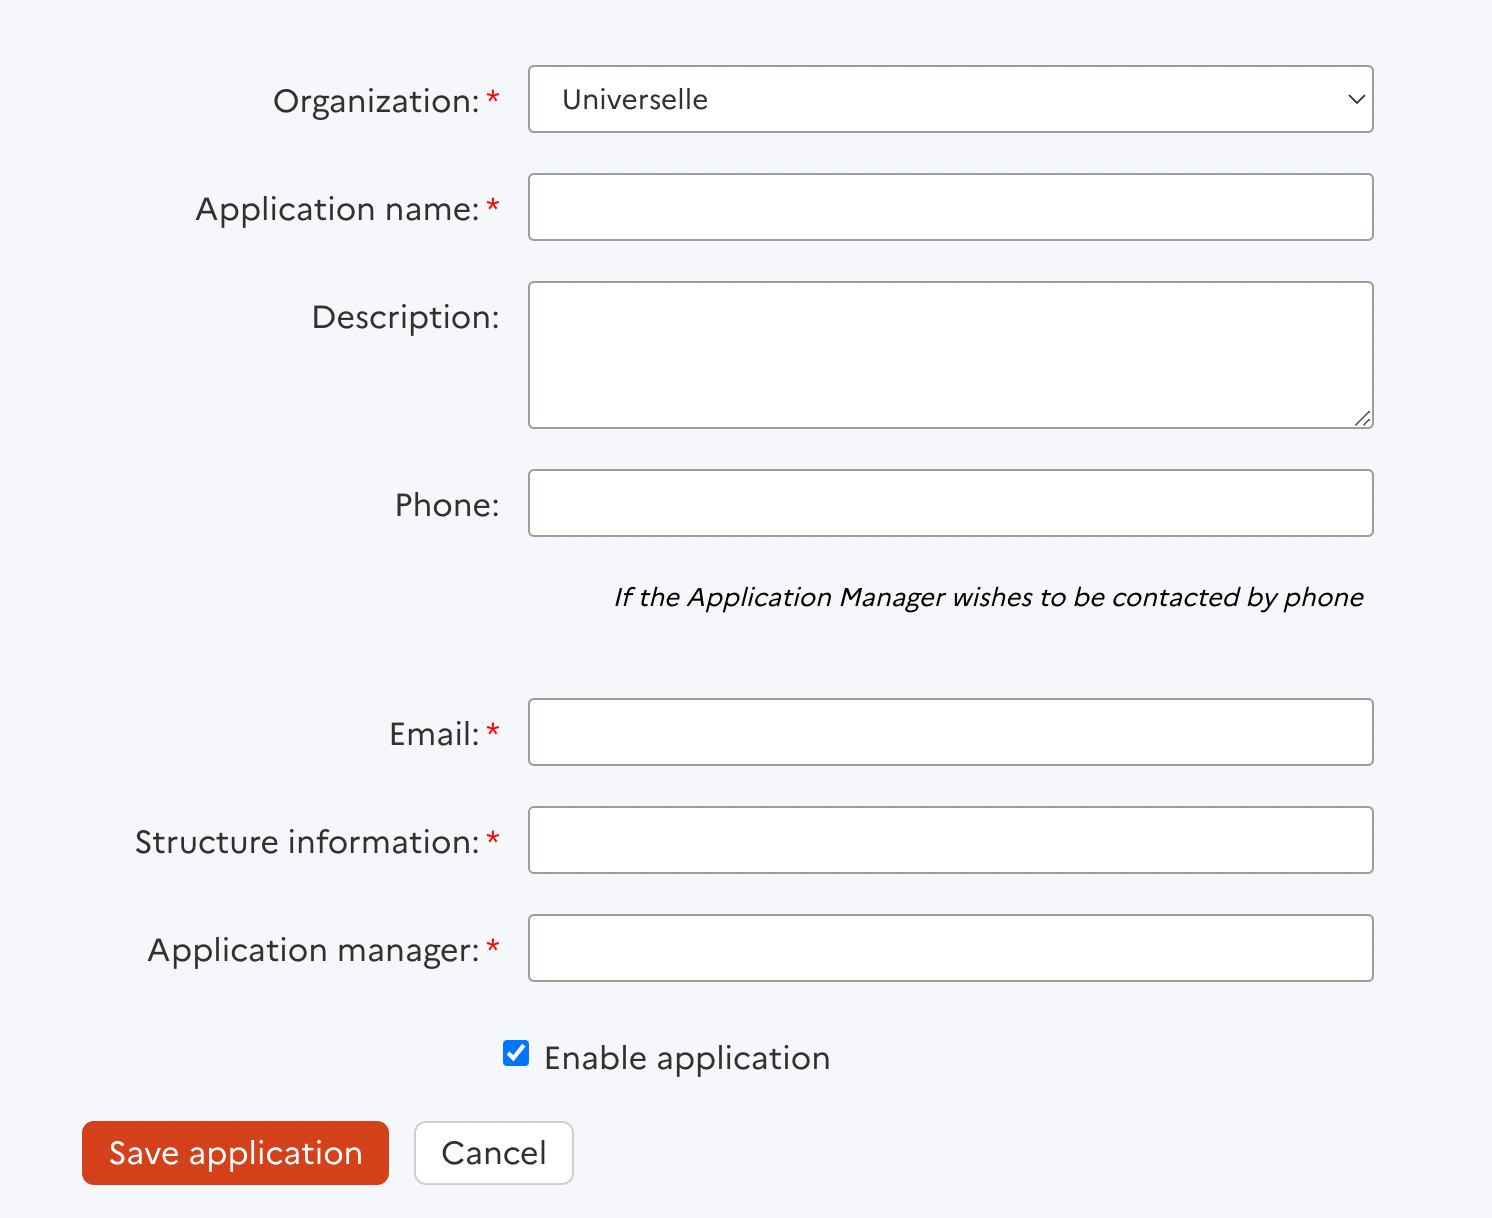 Organization: *
Universelle
Application name: *
Description:
Phone:
If the Application Manager wishes to be contacted by phone
Email: *
Structure information: *
Application manager: *
Enable application
Save application
Cancel